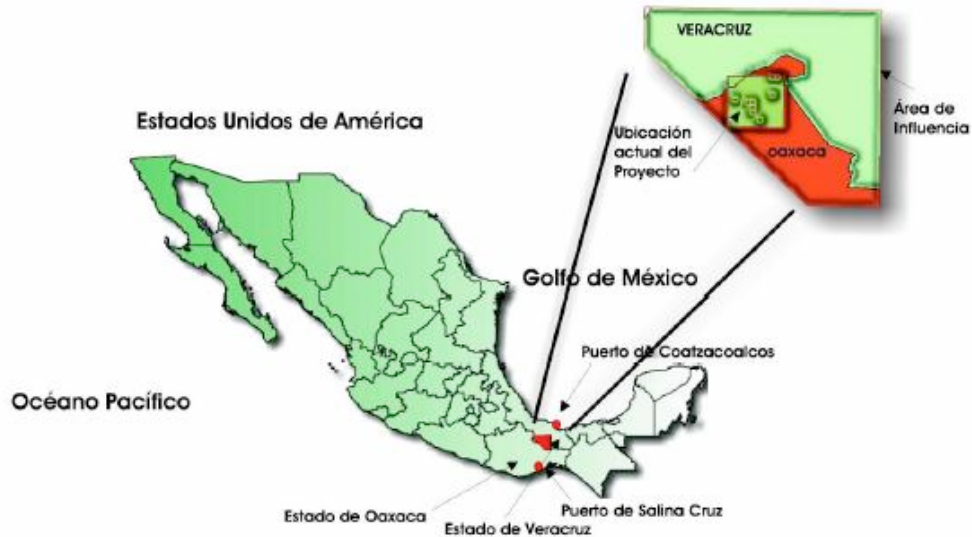 VERACRUZ
Área de
Influencia
Estados Unidos de América
Ubicación
actual del
Proyecto
oaxaca
Golfo de México
Puerto de Coatzacoalcos
Océano Pacífico
Estado de Oaxaca
Puerto de Salina Cruz
Estado de Veracruz